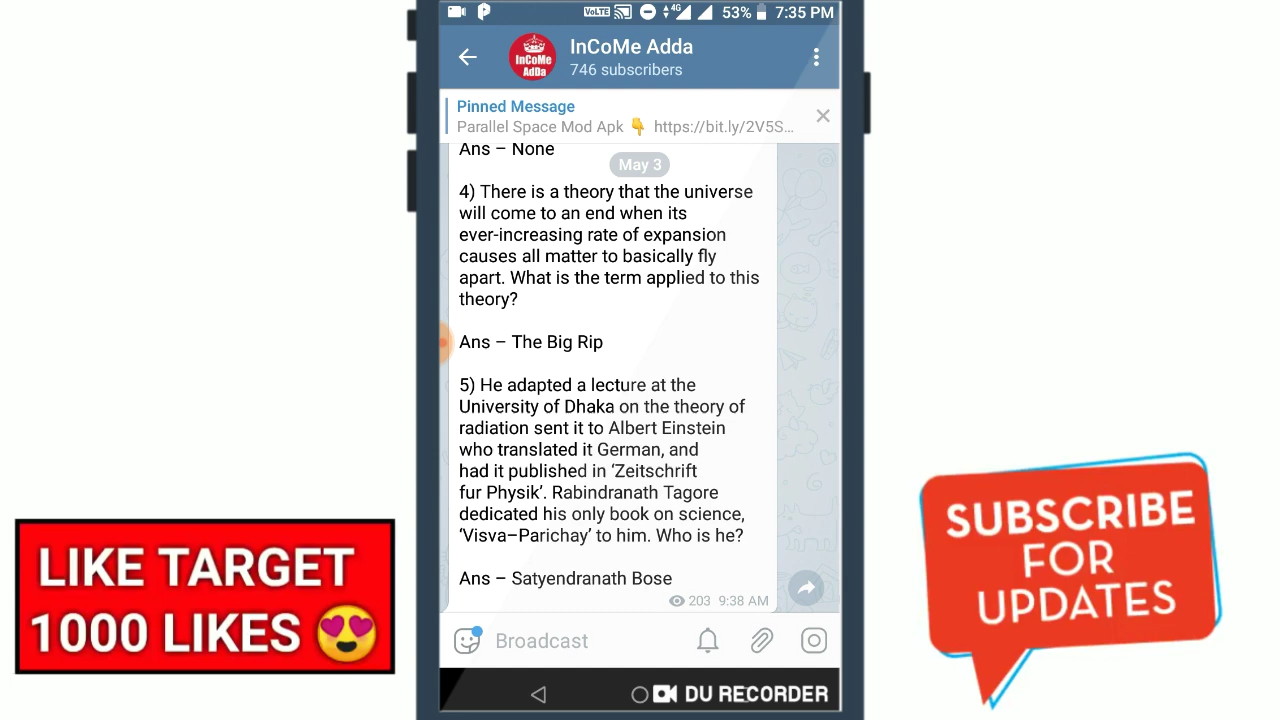 VoLTE 4G 53% 7:35 PM
InCoMe Adda
746 subscribers
InCoMe
AdDa
Pinned Message
Parallel Space Mod Apk 👇 https://bit.ly/2V5S...
Ans – None
May 3
4) There is a theory that the universe
will come to an end when its
ever-increasing rate of expansion
causes all matter to basically fly
apart. What is the term applied to this
theory?
Ans – The Big Rip
5) He adapted a lecture at the
University of Dhaka on the theory of
radiation sent it to Albert Einstein
who translated it German, and
had it published in ‘Zeitschrift
fur Physik’. Rabindranath Tagore
dedicated his only book on science,
‘Visva–Parichay’ to him. Who is he?
Ans – Satyendranath Bose
203 9:38 AM
Broadcast
DU RECORDER
LIKE TARGET
1000 LIKES 😍
SUBSCRIBE
FOR
UPDATES